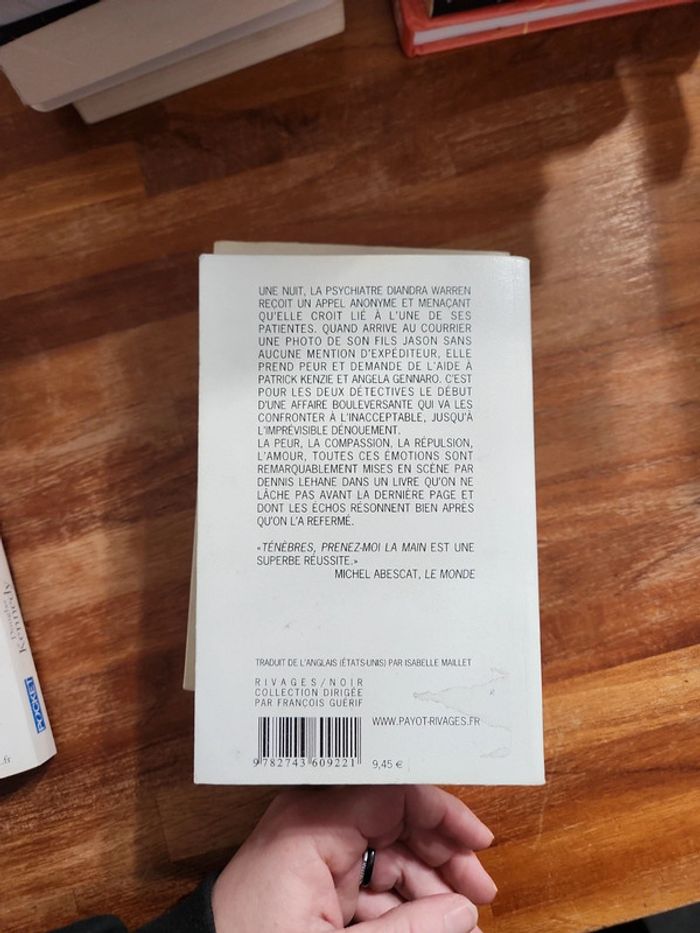 UNE NUIT, LA PSYCHIATRE DIANDRA WARREN
REÇOIT UN APPEL ANONYME ET MENAÇANT
QU'ELLE CROIT LIÉ À L'UNE DE SES
PATIENTES. QUAND ARRIVE AU COURRIER
UNE PHOTO DE SON FILS JASON SANS
AUCUNE MENTION D'EXPÉDITEUR, ELLE
PREND PEUR ET DEMANDE DE L'AIDE À
PATRICK KENZIE ET ANGELA GENNARO. C'EST
POUR LES DEUX DÉTECTIVES LE DÉBUT
D'UNE AFFAIRE BOULEVERSANTE QUI VA LES
CONFRONTER À L'INACCEPTABLE, JUSQU'À
L'IMPRÉVISIBLE DÉNOUEMENT.
LA PEUR, LA COMPASSION, LA RÉPULSION,
L'AMOUR, TOUTES CES ÉMOTIONS SONT
REMARQUABLEMENT MISES EN SCÈNE PAR
DENNIS LEHANE DANS UN LIVRE QU'ON NE
LÂCHE PAS AVANT LA DERNIÈRE PAGE ET
DONT LES ÉCHOS RÉSONNENT BIEN APRÈS
QU'ON L'A REFERMÉ.
«TÉNÈBRES, PRENEZ-MOI LA MAIN EST UNE
SUPERBE RÉUSSITE.»
MICHEL ABESCAT, LE MONDE
TRADUIT DE L'ANGLAIS (ÉTATS-UNIS) PAR ISABELLE MAILLET
RIVAGES/NOIR
COLLECTION DIRIGÉE
PAR FRANÇOIS GUÉRIF
WWW.PAYOT-RIVAGES.FR
9 782743 609221
9,45 €
Douglas
Kennedy
POCKET
.fr